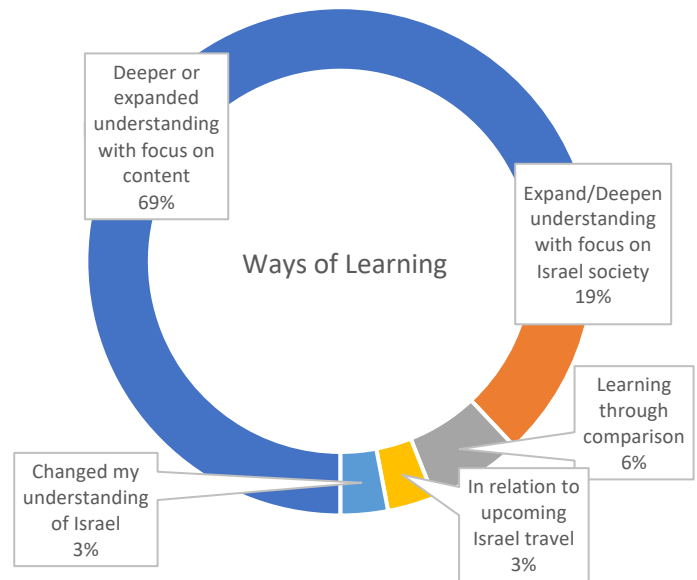 Deeper or
expanded
understanding
with focus on
content
69%
Expand/Deepen
understanding
with focus on
Israel society
19%
Ways of Learning
Learning
through
comparison
6%
Changed my
understanding
of Israel
3%
In relation to
upcoming
Israel travel
3%